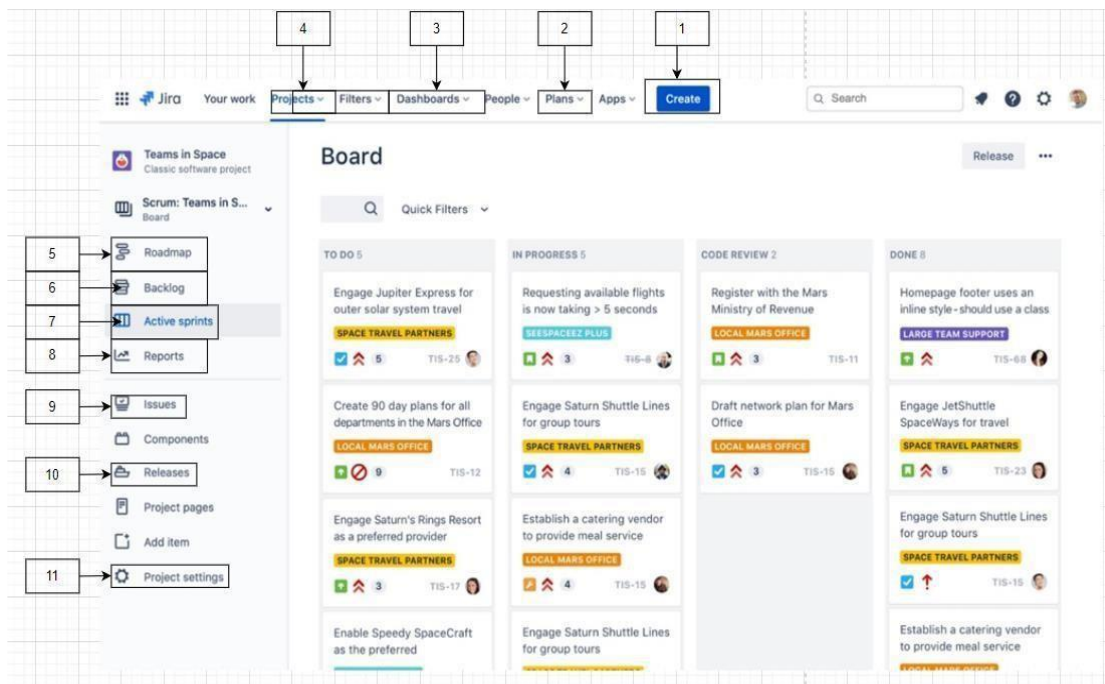 4
3
2
1
Jira
Your work
Projects
Filters
Dashboards
People
Plans
Apps
Create
Search
Teams in Space
Classic software project
Scrum: Teams in S...
Board
5
Roadmap
6
Backlog
7
Active sprints
8
Reports
9
Issues
Components
10
Releases
Project pages
Add item
11
Project settings
Board
Release
Quick Filters
TO DO 5
Engage Jupiter Express for
outer solar system travel
SPACE TRAVEL PARTNERS
5
TIS-25
Create 90 day plans for all
departments in the Mars Office
LOCAL MARS OFFICE
9
TIS-12
Engage Saturn's Rings Resort
as a preferred provider
SPACE TRAVEL PARTNERS
3
TIS-17
Enable Speedy SpaceCraft
as the preferred
IN PROGRESS 5
Requesting available flights
is now taking > 5 seconds
SEESPACEEZ PLUS
3
TIS-8
Engage Saturn Shuttle Lines
for group tours
SPACE TRAVEL PARTNERS
4
TIS-15
Establish a catering vendor
to provide meal service
LOCAL MARS OFFICE
4
TIS-15
Engage Saturn Shuttle Lines
for group tours
CODE REVIEW 2
Register with the Mars
Ministry of Revenue
LOCAL MARS OFFICE
3
TIS-11
Draft network plan for Mars
Office
LOCAL MARS OFFICE
3
TIS-15
DONE 8
Homepage footer uses an
inline style-should use a class
LARGE TEAM SUPPORT
TIS-68
Engage JetShuttle
SpaceWays for travel
SPACE TRAVEL PARTNERS
5
TIS-23
Engage Saturn Shuttle Lines
for group tours
SPACE TRAVEL PARTNERS
TIS-15
Establish a catering vendor
to provide meal service
LOCAL MARS OFFICE